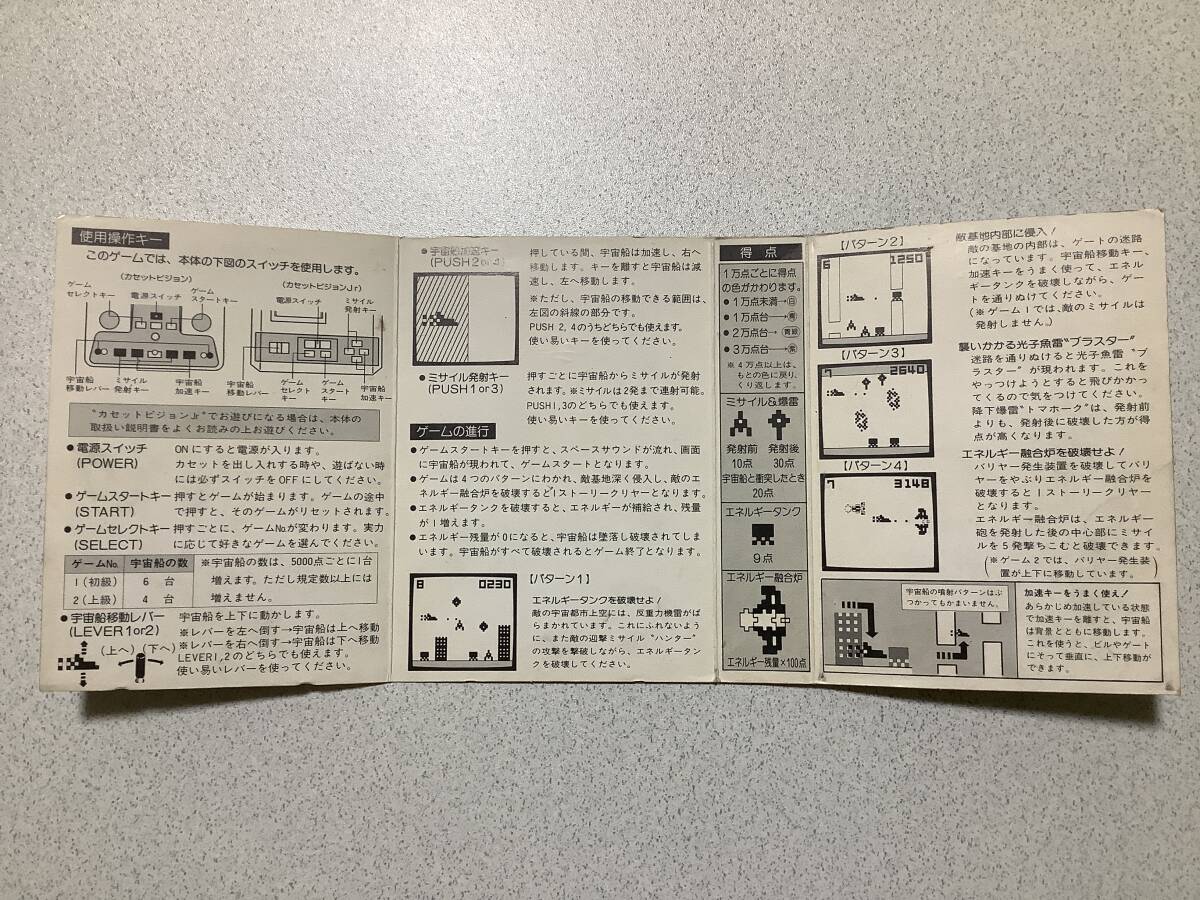 使用操作キー
このゲームでは、本体の下図のスイッチを使用します。
(カセットビジョン)
(カセットビジョンJr)
ゲーム
セレクトキー
電源スイッチ
ゲーム
スタートキー
電源スイッチ
ミサイル
発射キー
宇宙船
移動レバー
ミサイル
発射キー
宇宙船
加速キー
宇宙船
移動レバー
ゲーム
セレクト
キー
ゲーム
スタート
キー
宇宙船
加速キー
"カセットビジョンJr"でお遊びになる場合は、本体の
取扱い説明書をよくお読みの上お遊びください。
●電源スイッチ
(POWER)
ONにすると電源が入ります。
カセットを出し入れする時や、遊ばない時
には必ずスイッチをOFFにしてください。
●ゲームスタートキー
(START)
押すとゲームが始まります。ゲームの途中
で押すと、そのゲームがリセットされます。
●ゲームセレクトキー
(SELECT)
押すごとに、ゲームNo.が変わります。実力
に応じて好きなゲームを選んでください。
ゲームNo. 宇宙船の数
1(初級) 6 台
2(上級) 4 台
※宇宙船の数は、5000点ごとに1台
増えます。ただし規定数以上には
増えません。
●宇宙船移動レバー
(LEVER1or2)
(上へ) (下へ)
宇宙船を上下に動かします。
※レバーを左へ倒す→宇宙船は上へ移動
※レバーを右へ倒す→宇宙船は下へ移動
LEVER1,2のどちらでも使えます。
使い易いレバーを使ってください。
●宇宙船加速キー
(PUSH2or4)
押している間、宇宙船は加速し、右へ
移動します。キーを離すと宇宙船は減
速し、左へ移動します。
※ただし、宇宙船の移動できる範囲は、
左図の斜線の部分です。
PUSH 2, 4のうちどちらでも使えます。
使い易いキーを使ってください。
●ミサイル発射キー
(PUSH1or3)
押すごとに宇宙船からミサイルが発射
されます。※ミサイルは2発まで連射可能。
PUSH1,3のどちらでも使えます。
使い易いキーを使ってください。
ゲームの進行
●ゲームスタートキーを押すと、スペースサウンドが流れ、画面
に宇宙船が現われて、ゲームスタートとなります。
●ゲームは4つのパターンにわかれ、敵基地深く侵入し、敵のエ
ネルギー融合炉を破壊すると1ストーリークリヤーとなります。
●エネルギータンクを破壊すると、エネルギーが補給され、残量
が1増えます。
●エネルギー残量が0になると、宇宙船は墜落し破壊されてしま
います。宇宙船がすべて破壊されるとゲーム終了となります。
8 0230
【パターン1】
エネルギータンクを破壊せよ!
敵の宇宙都市上空には、反重力機雷がば
らまかれています。これにふれないよ
うに、また敵の迎撃ミサイル"ハンター"
の攻撃を撃破しながら、エネルギータン
クを破壊してください。
得点
1万点ごとに得点
の色がかわります。
●1万点未満→白
●1万点台→青
●2万点台→青緑
●3万点台→紫
※4万点以上は、
もとの色に戻り、
くり返します。
ミサイル&爆雷
発射前 発射後
10点 30点
宇宙船と衝突したとき
20点
エネルギータンク
9点
エネルギー融合炉
エネルギー残量×100点
【パターン2】
6 1250
【パターン3】
7 2640
【パターン4】
7 3148
敵基地内部に侵入!
敵の基地の内部は、ゲートの迷路
になっています。宇宙船移動キー、
加速キーをうまく使って、エネル
ギータンクを破壊しながら、ゲー
トを通りぬけてください。
(※ゲーム1では、敵のミサイルは
発射しません。)
襲いかかる光子魚雷"ブラスター"
迷路を通りぬけると光子魚雷"ブ
ラスター"が現われます。これを
やっつけようとすると飛びかかっ
てくるので気をつけてください。
降下爆雷"トマホーク"は、発射前
よりも、発射後に破壊した方が得
点が高くなります。
エネルギー融合炉を破壊せよ!
バリヤー発生装置を破壊してバリ
ヤーをやぶりエネルギー融合炉を
破壊すると1ストーリークリヤー
となります。
エネルギー融合炉は、エネルギー
砲を発射した後の中心部にミサイル
を5発撃ちこむと破壊できます。
(※ゲーム2では、バリヤー発生装
置が上下に移動しています。)
宇宙船の噴射パターンはぶ
つかってもかまいません。
加速キーをうまく使え!
あらかじめ加速している状態
で加速キーを離すと、宇宙船
は背景とともに移動します。
これを使うと、ビルやゲート
にそって垂直に、上下移動が
できます。